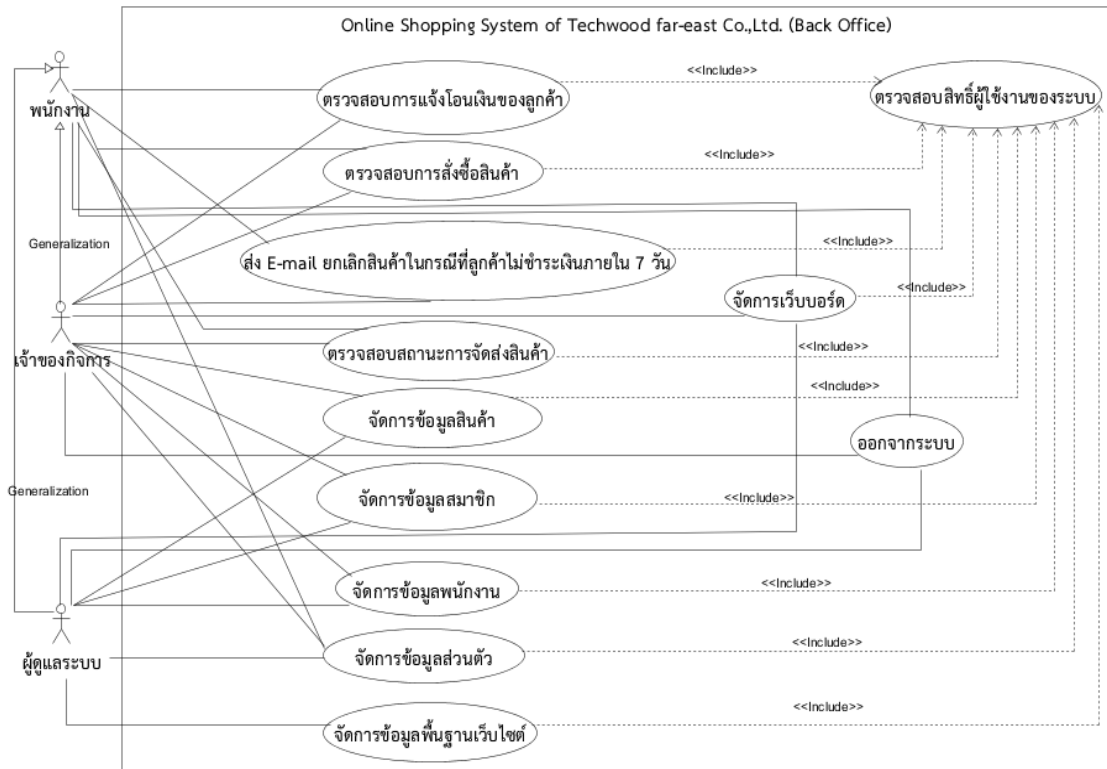 Online Shopping System of Techwood far-east Co.,Ltd. (Back Office)
<<Include>>
ตรวจสอบการแจ้งโอนเงินของลูกค้า
ตรวจสอบสิทธิ์ผู้ใช้งานของระบบ
พนักงาน
<<Include>>
ตรวจสอบการสั่งซื้อสินค้า
Generalization
<<Include>>
ส่ง E-mail ยกเลิกสินค้าในกรณีที่ลูกค้าไม่ชำระเงินภายใน 7 วัน
จัดการเว็บบอร์ด
<<Include>>
เจ้าของกิจการ
ตรวจสอบสถานะการจัดส่งสินค้า
<<Include>>
<<Include>>
จัดการข้อมูลสินค้า
ออกจากระบบ
Generalization
จัดการข้อมูลสมาชิก
<<Include>>
จัดการข้อมูลพนักงาน
<<Include>>
ผู้ดูแลระบบ
จัดการข้อมูลส่วนตัว
<<Include>>
<<Include>>
จัดการข้อมูลพื้นฐานเว็บไซต์